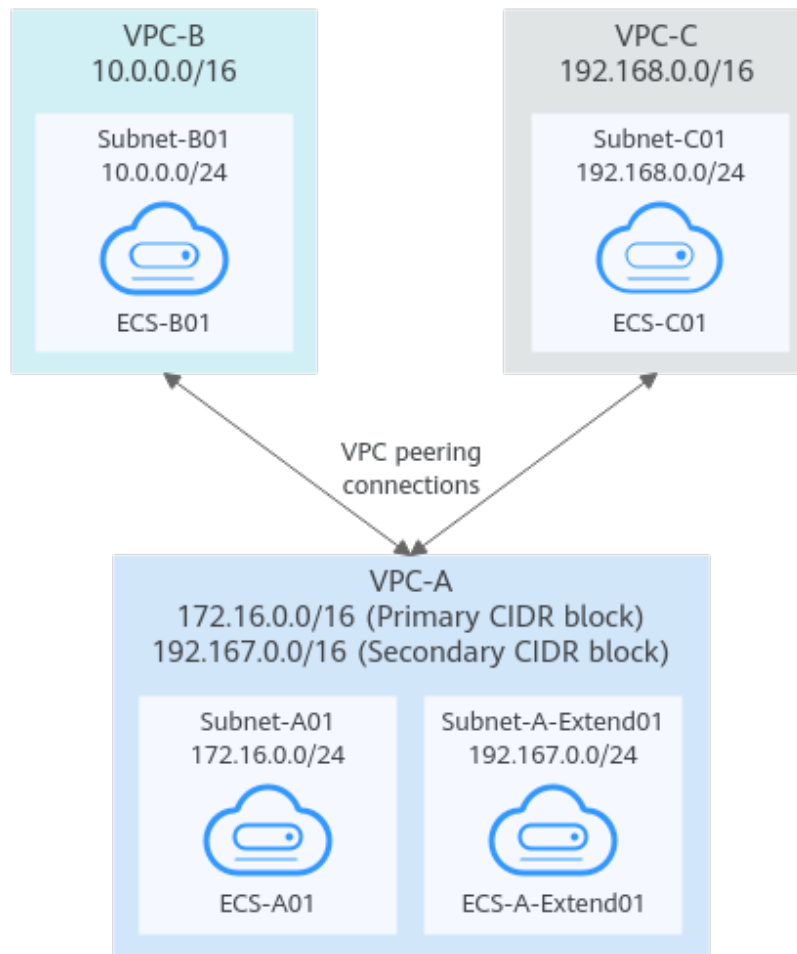 VPC-B
10.0.0.0/16
Subnet-B01
10.0.0.0/24
ECS-B01
VPC-C
192.168.0.0/16
Subnet-C01
192.168.0.0/24
ECS-C01
VPC peering
connections
VPC-A
172.16.0.0/16 (Primary CIDR block)
192.167.0.0/16 (Secondary CIDR block)
Subnet-A01
172.16.0.0/24
ECS-A01
Subnet-A-Extend01
192.167.0.0/24
ECS-A-Extend01